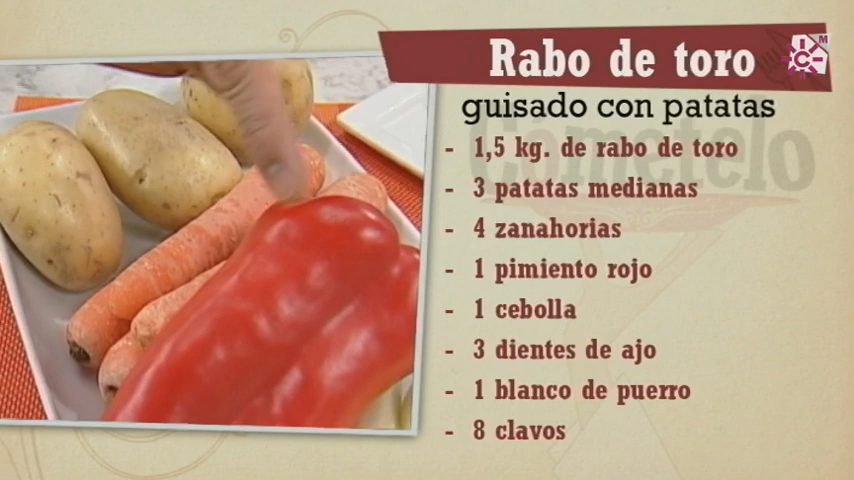 Rabo de toro
guisado con patatas
Cometelo
- 1,5 kg. de rabo de toro
- 3 patatas medianas
- 4 zanahorias
- 1 pimiento rojo
- 1 cebolla
- 3 dientes de ajo
- 1 blanco de puerro
- 8 clavos